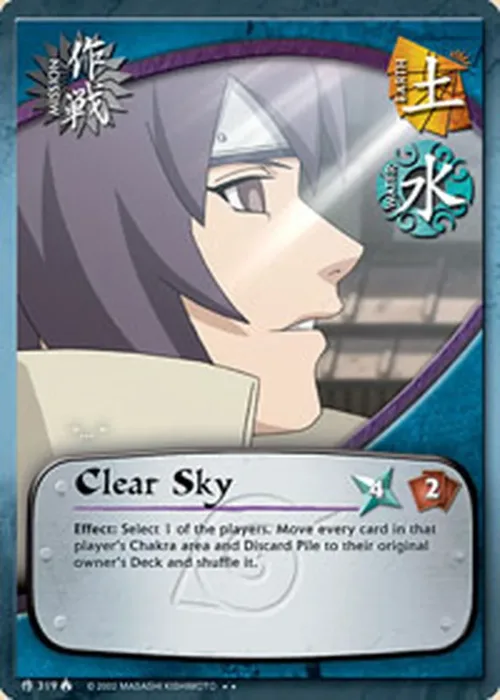 MISSION
作戦
EARTH
土
WATER
水
"..."
Clear Sky
4
2
Effect: Select 1 of the players. Move every card in that
player's Chakra area and Discard Pile to their original
owner's Deck and shuffle it.
319
© 2002 MASASHI KISHIMOTO